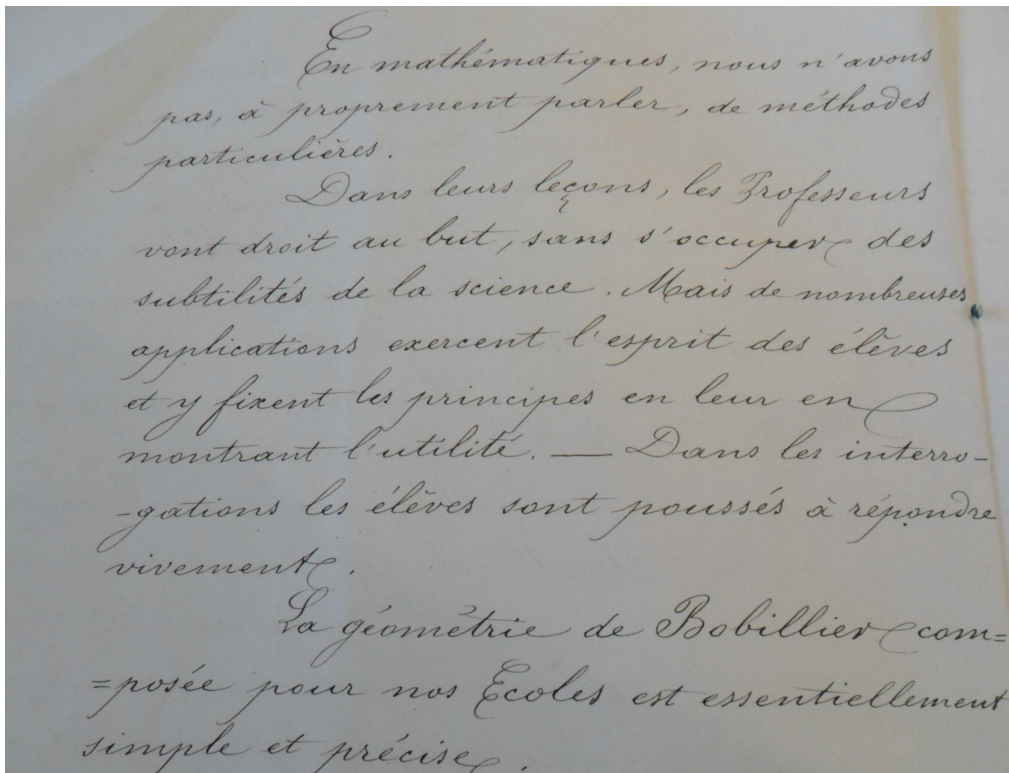 En mathématiques, nous n'avons
pas, à proprement parler, de méthodes
particulières.
Dans leurs leçons, les Professeurs
vont droit au but, sans s'occuper des
subtilités de la science. Mais de nombreuses
applications exercent l'esprit des élèves
et y fixent les principes en leur en
montrant l'utilité. — Dans les interro-
-gations les élèves sont poussés à répondre
vivement.
La géométrie de Bobillier com=
=posée pour nos Ecoles est essentiellement
simple et précise.